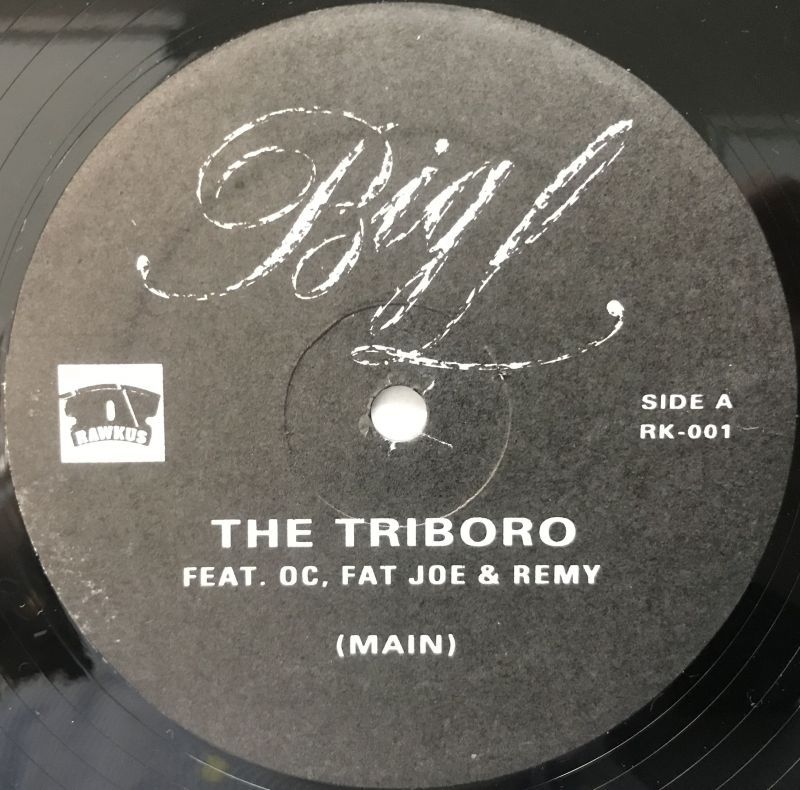 Big L
RAWKUS
SIDE A
RK-001
THE TRIBORO
FEAT. OC, FAT JOE & REMY
(MAIN)